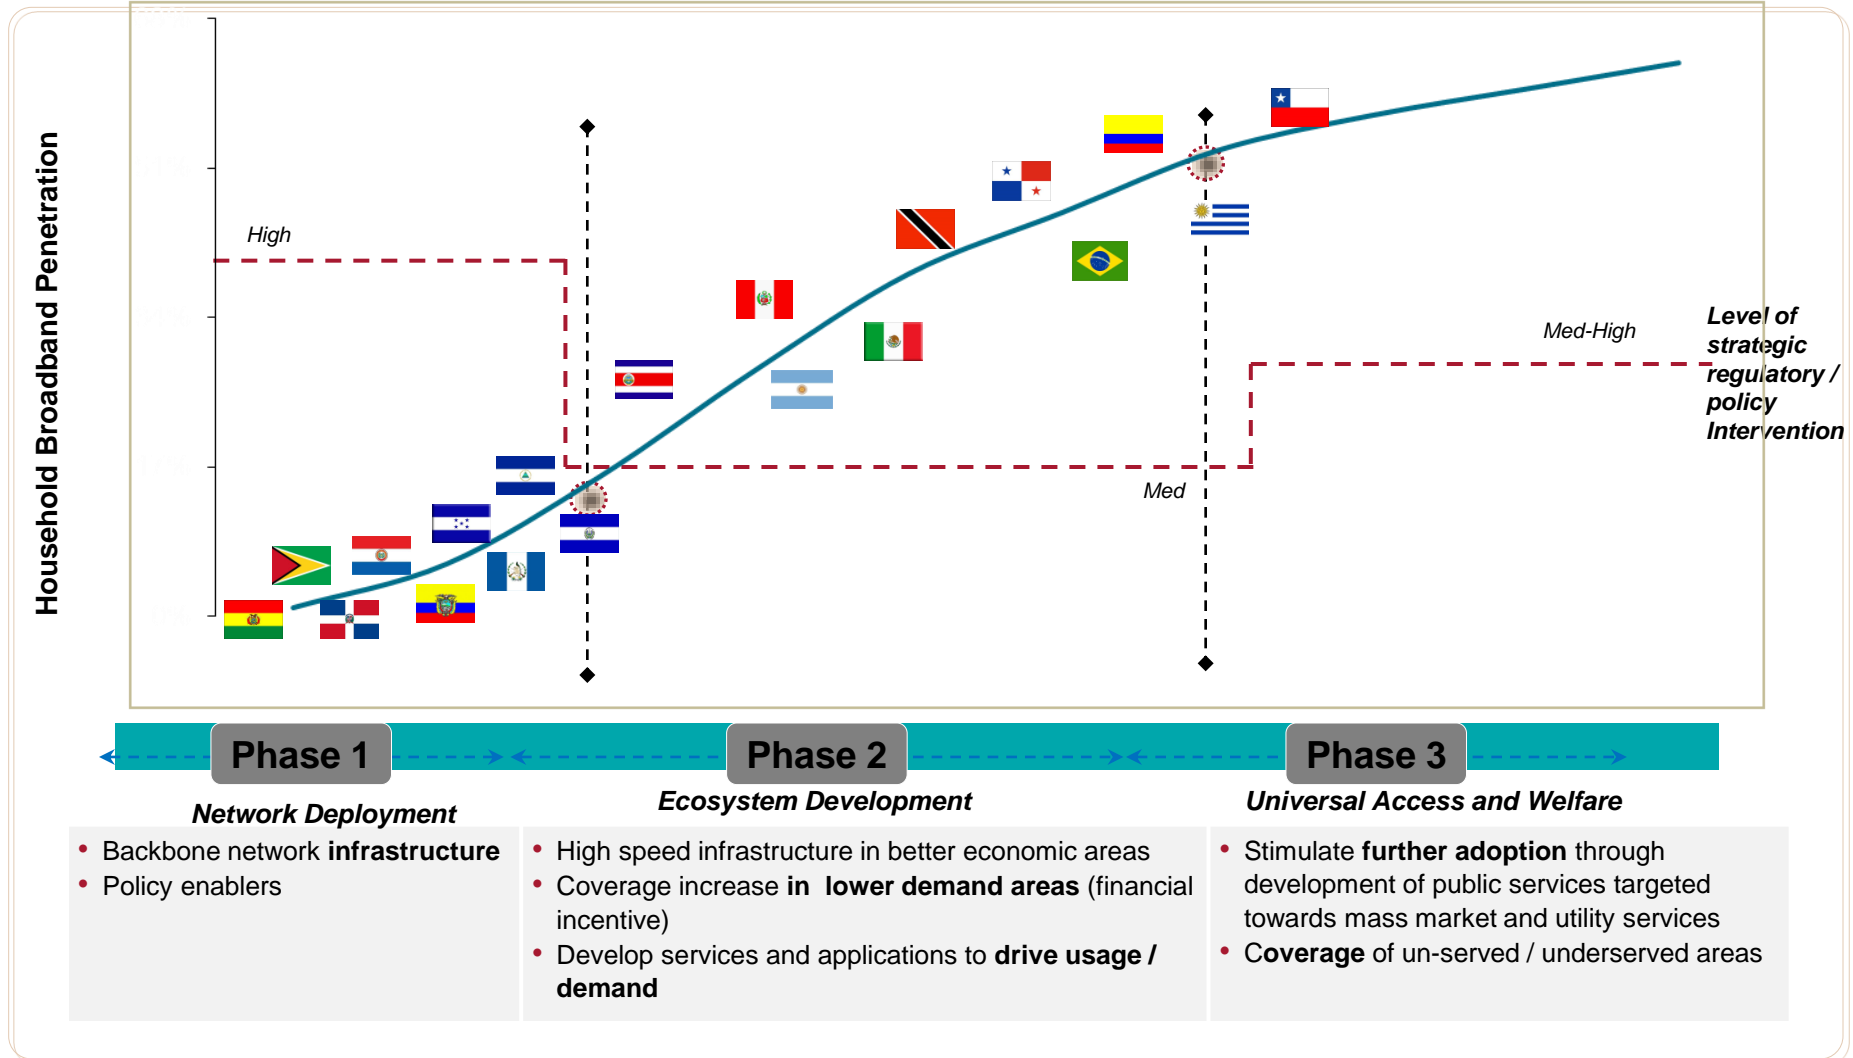 Household Broadband Penetration
High
Med-High
Level of
strategic
regulatory /
policy
Intervention
Med
Phase 1
Phase 2
Phase 3
Network Deployment
• Backbone network infrastructure
• Policy enablers
Ecosystem Development
• High speed infrastructure in better economic areas
• Coverage increase in  lower demand areas (financial
incentive)
• Develop services and applications to drive usage /
demand
Universal Access and Welfare
• Stimulate further adoption through
development of public services targeted
towards mass market and utility services
• Coverage of un-served / underserved areas